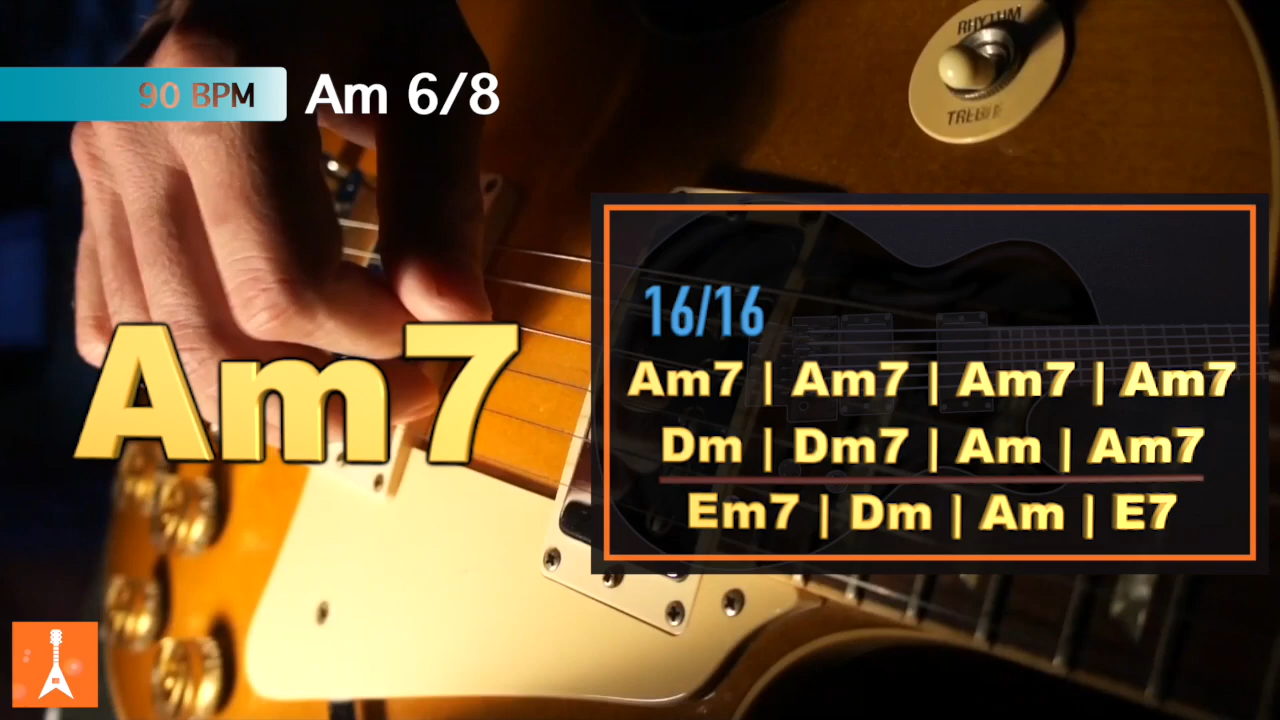 RHYTHM
90 BPM Am 6/8
TREBLE
16/16
Am7 | Am7 | Am7 | Am7
Am7
Dm | Dm7 | Am | Am7
Em7 | Dm | Am | E7